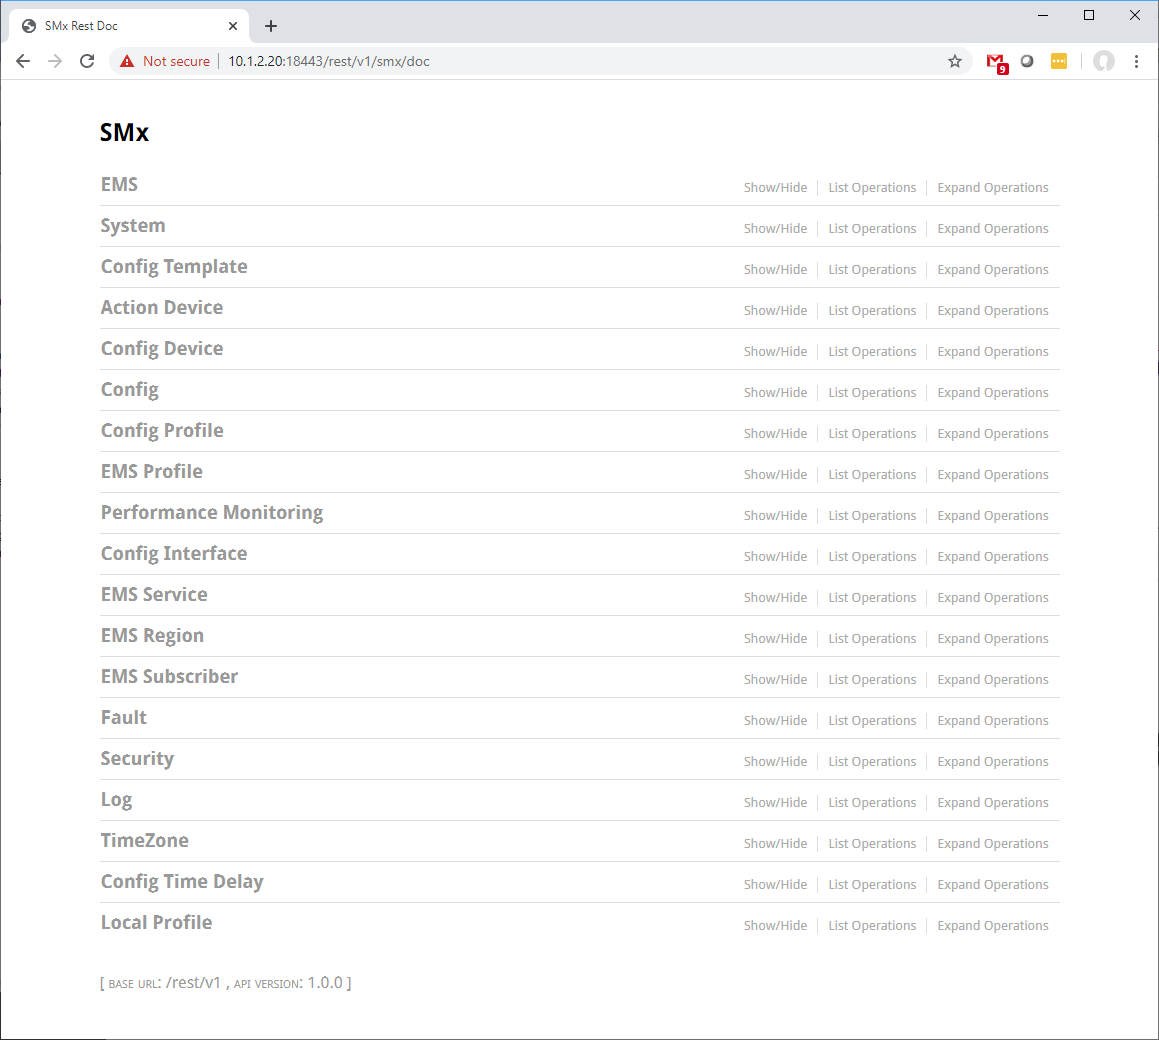 SMx Rest Doc
Not secure | 10.1.2.20:18443/rest/v1/smx/doc
9
SMx
EMS Show/Hide List Operations Expand Operations
System Show/Hide List Operations Expand Operations
Config Template Show/Hide List Operations Expand Operations
Action Device Show/Hide List Operations Expand Operations
Config Device Show/Hide List Operations Expand Operations
Config Show/Hide List Operations Expand Operations
Config Profile Show/Hide List Operations Expand Operations
EMS Profile Show/Hide List Operations Expand Operations
Performance Monitoring Show/Hide List Operations Expand Operations
Config Interface Show/Hide List Operations Expand Operations
EMS Service Show/Hide List Operations Expand Operations
EMS Region Show/Hide List Operations Expand Operations
EMS Subscriber Show/Hide List Operations Expand Operations
Fault Show/Hide List Operations Expand Operations
Security Show/Hide List Operations Expand Operations
Log Show/Hide List Operations Expand Operations
TimeZone Show/Hide List Operations Expand Operations
Config Time Delay Show/Hide List Operations Expand Operations
Local Profile Show/Hide List Operations Expand Operations
[ BASE URL: /rest/v1 , API VERSION: 1.0.0 ]